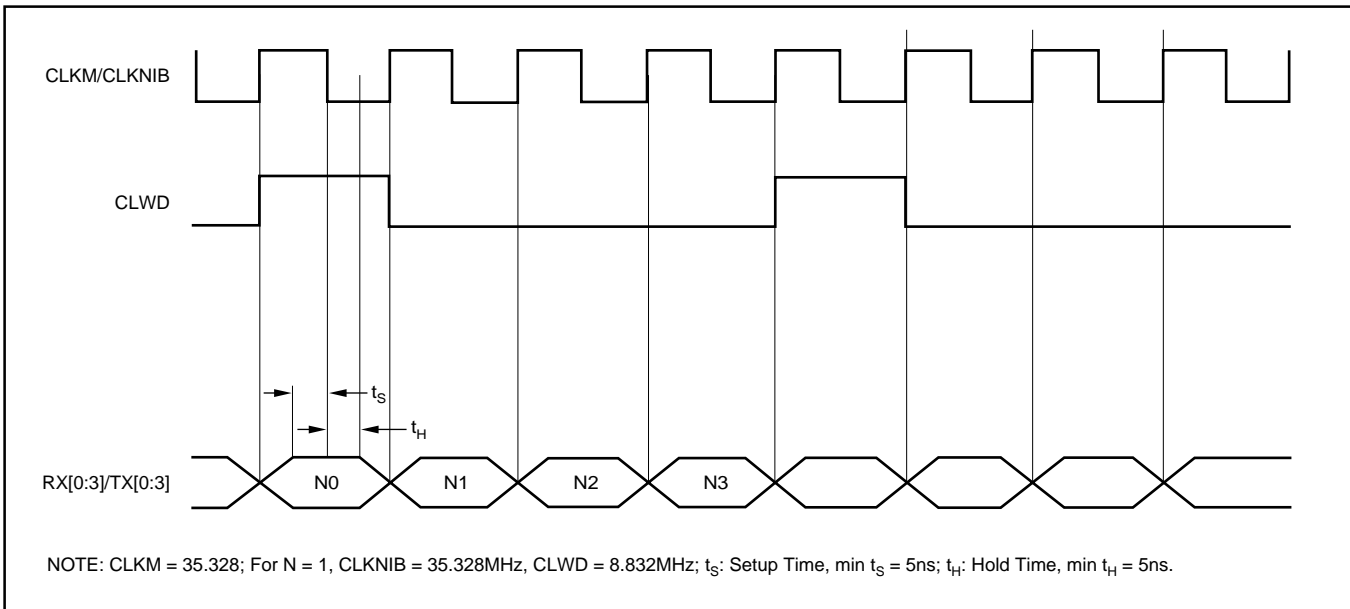 CLKM/CLKNIB
CLWD
tS
tH
RX[0:3]/TX[0:3]
N0
N1
N2
N3
NOTE: CLKM = 35.328; For N = 1, CLKNIB = 35.328MHz, CLWD = 8.832MHz; tS: Setup Time, min tS = 5ns; tH: Hold Time, min tH = 5ns.